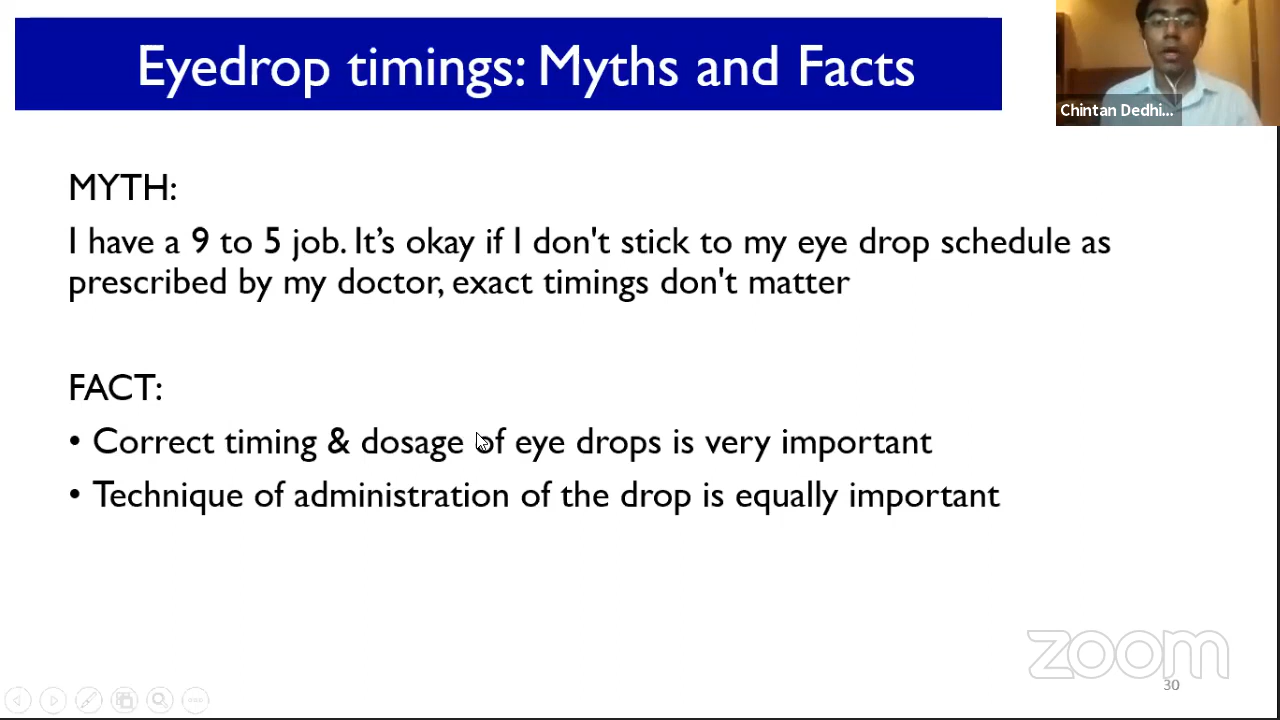 Eyedrop timings: Myths and Facts
Chintan Dedhi...
MYTH:
I have a 9 to 5 job. It’s okay if I don't stick to my eye drop schedule as
prescribed by my doctor, exact timings don't matter
FACT:
• Correct timing & dosage of eye drops is very important
• Technique of administration of the drop is equally important
zoom
30